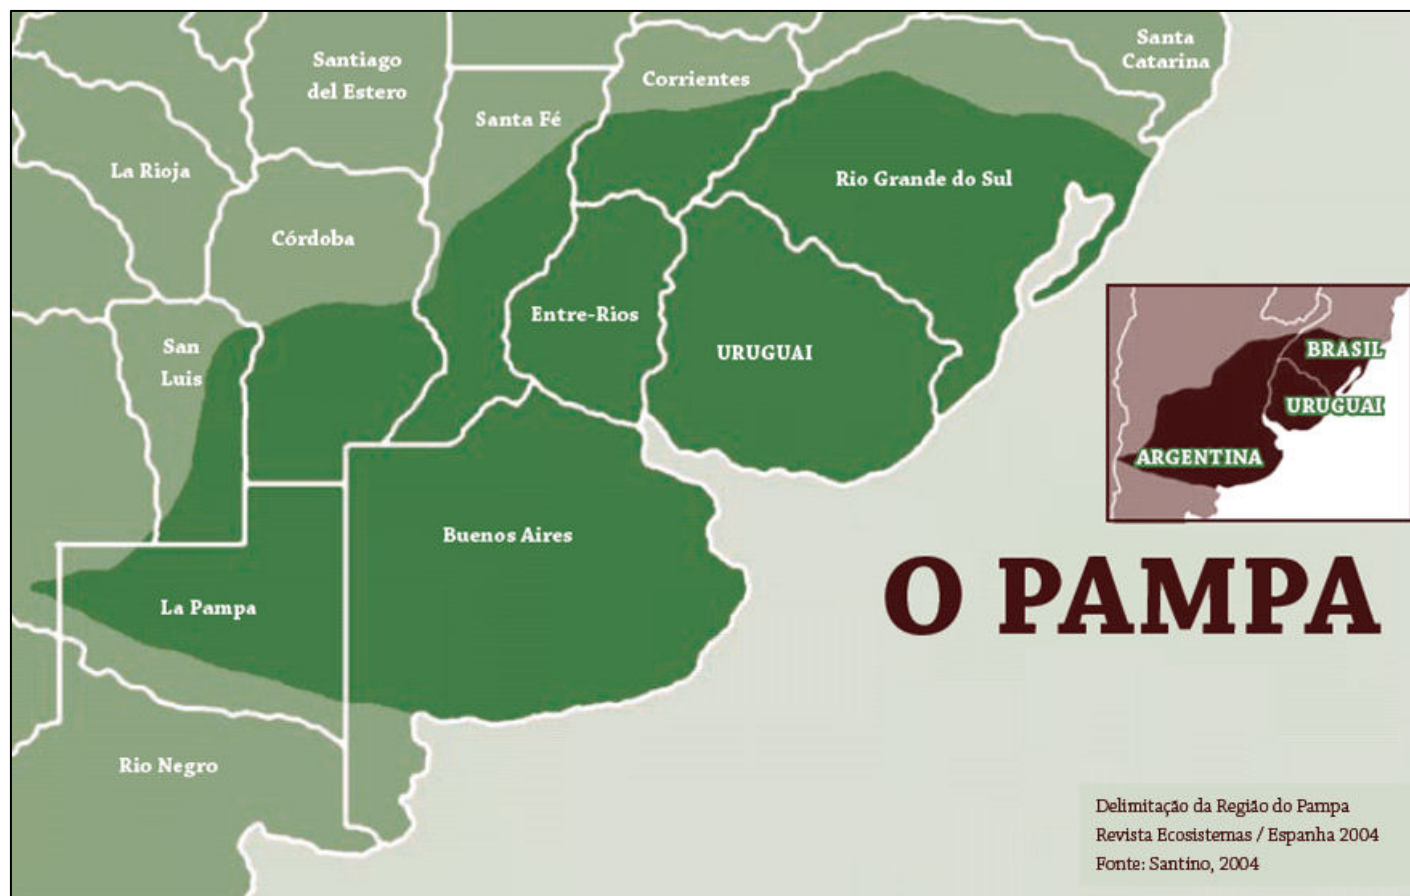 Santiago
del Estero
Santa Fé
Corrientes
Santa
Catarina
La Rioja
Córdoba
Rio Grande do Sul
San
Luis
Entre-Rios
URUGUAI
BRASIL
URUGUAI
ARGENTINA
Buenos Aires
La Pampa
O PAMPA
Rio Negro
Delimitação da Região do Pampa
Revista Ecosistemas / Espanha 2004
Fonte: Santino, 2004